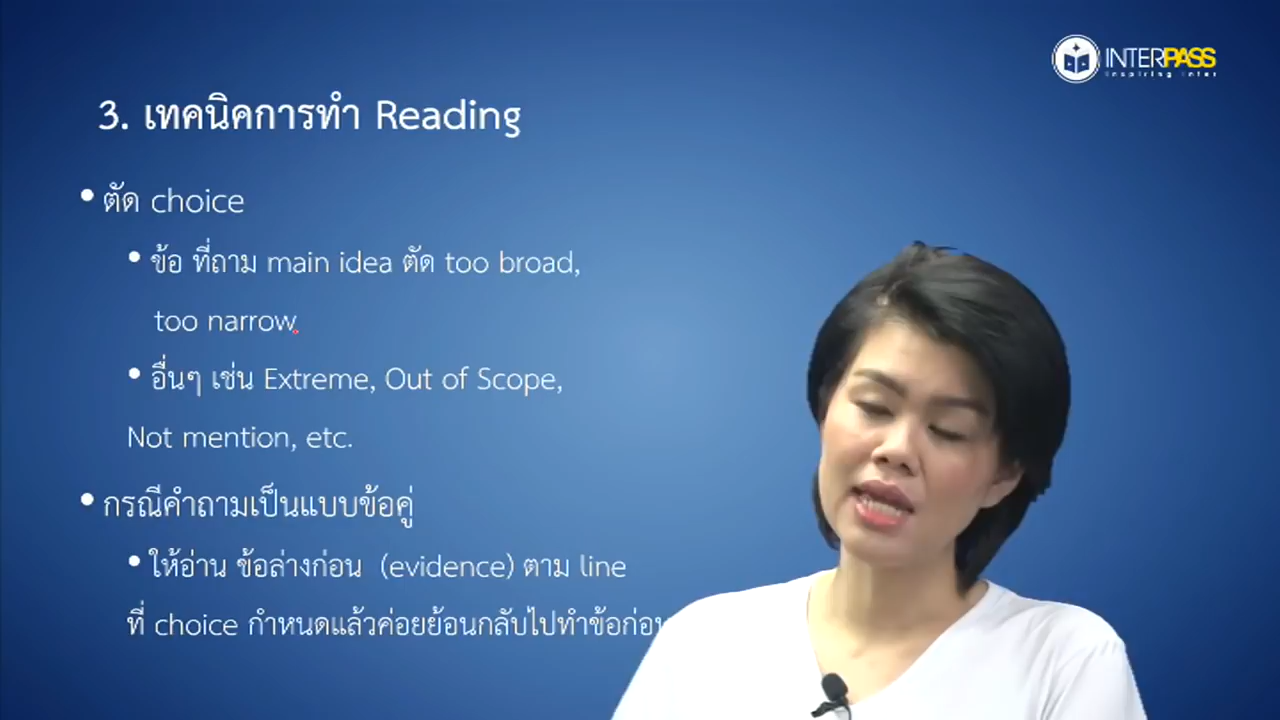 INTERPASS
Inspiring Inter
3. เทคนิคการทำ Reading
• ตัด choice
• ข้อ ที่ถาม main idea ตัด too broad,
too narrow
• อื่นๆ เช่น Extreme, Out of Scope,
Not mention, etc.
• กรณีคำถามเป็นแบบข้อคู่
• ให้อ่าน ข้อล่างก่อน (evidence) ตาม line
ที่ choice กำหนดแล้วค่อยย้อนกลับไปทำข้อก่อน